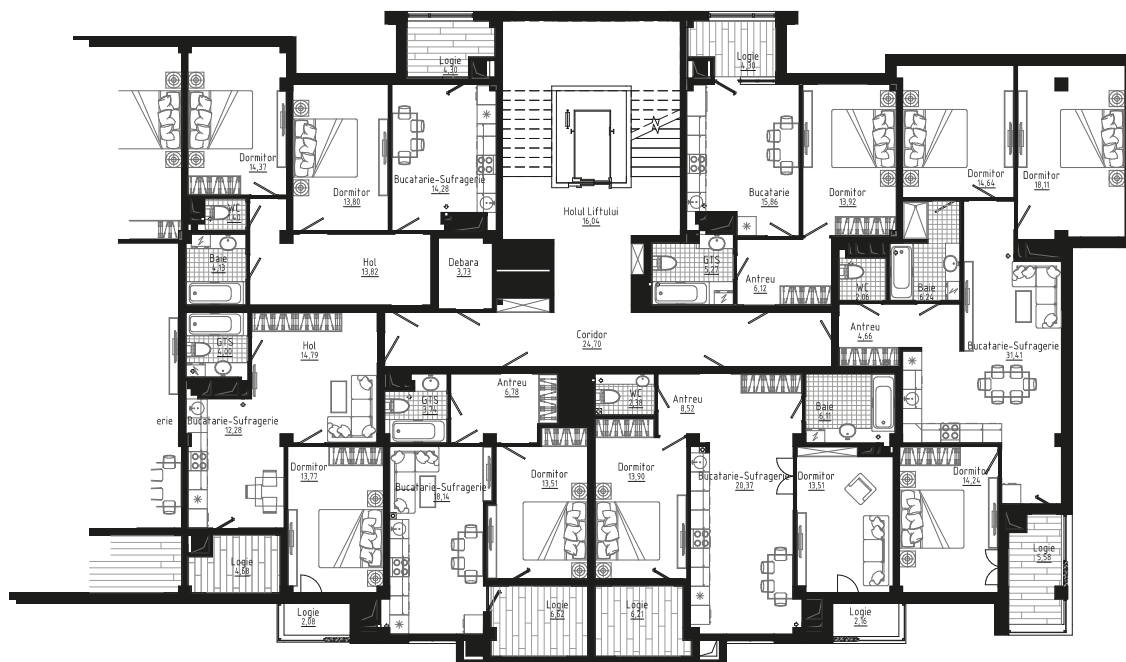 Logie
4,30
Logie
4,30
Dormitor
14,37
Dormitor
13,80
Bucatarie-Sufragerie
14,28
Bucatarie
15,86
Dormitor
13,92
Dormitor
14,64
Dormitor
18,11
WC
1,40
Holul Liftului
16,04
Baie
4,13
Hol
13,82
Debara
3,73
GTS
5,27
Antreu
6,12
WC
2,06
Baie
6,24
GTS
4,00
Hol
14,79
Coridor
24,70
Antreu
4,66
Bucatarie-Sufragerie
31,41
Antreu
6,78
GTS
3,74
WC
2,38
Antreu
8,52
Baie
6,11
erie
Bucatarie-Sufragerie
12,28
Dormitor
13,77
Bucatarie-Sufragerie
18,14
Dormitor
13,51
Dormitor
13,90
Bucatarie-Sufragerie
20,37
Dormitor
13,51
Dormitor
14,24
Logie
4,68
Logie
5,58
Logie
2,08
Logie
6,62
Logie
6,21
Logie
2,16